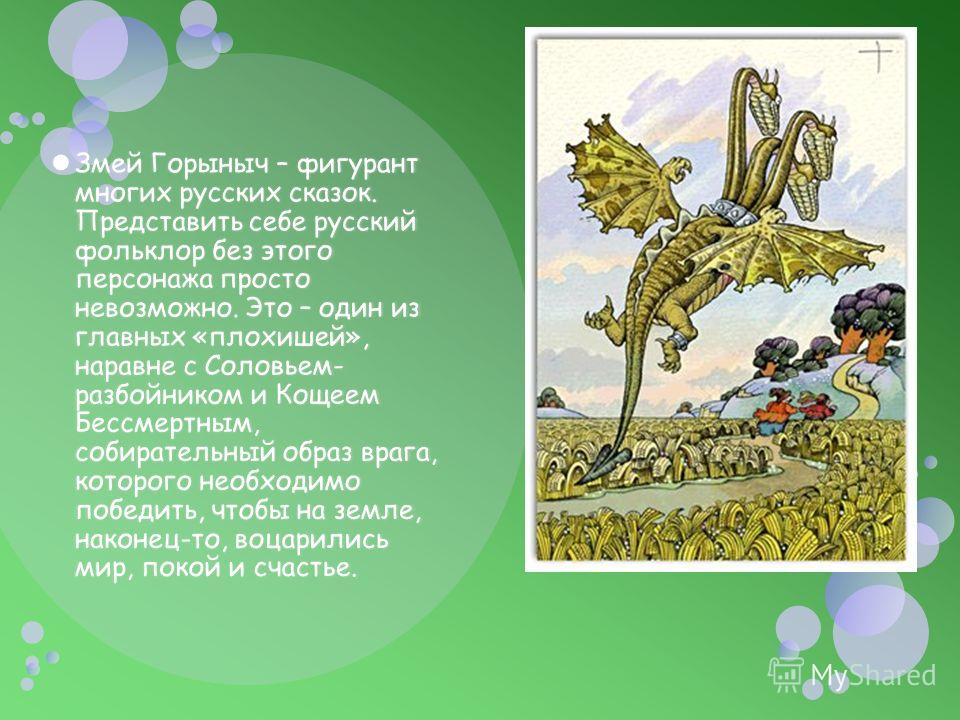 Змей Горыныч – фигурант
многих русских сказок.
Представить себе русский
фольклор без этого
персонажа просто
невозможно. Это – один из
главных «плохишей»,
наравне с Соловьем-
разбойником и Кощеем
Бессмертным,
собирательный образ врага,
которого необходимо
победить, чтобы на земле,
наконец-то, воцарились
мир, покой и счастье.
MyShared